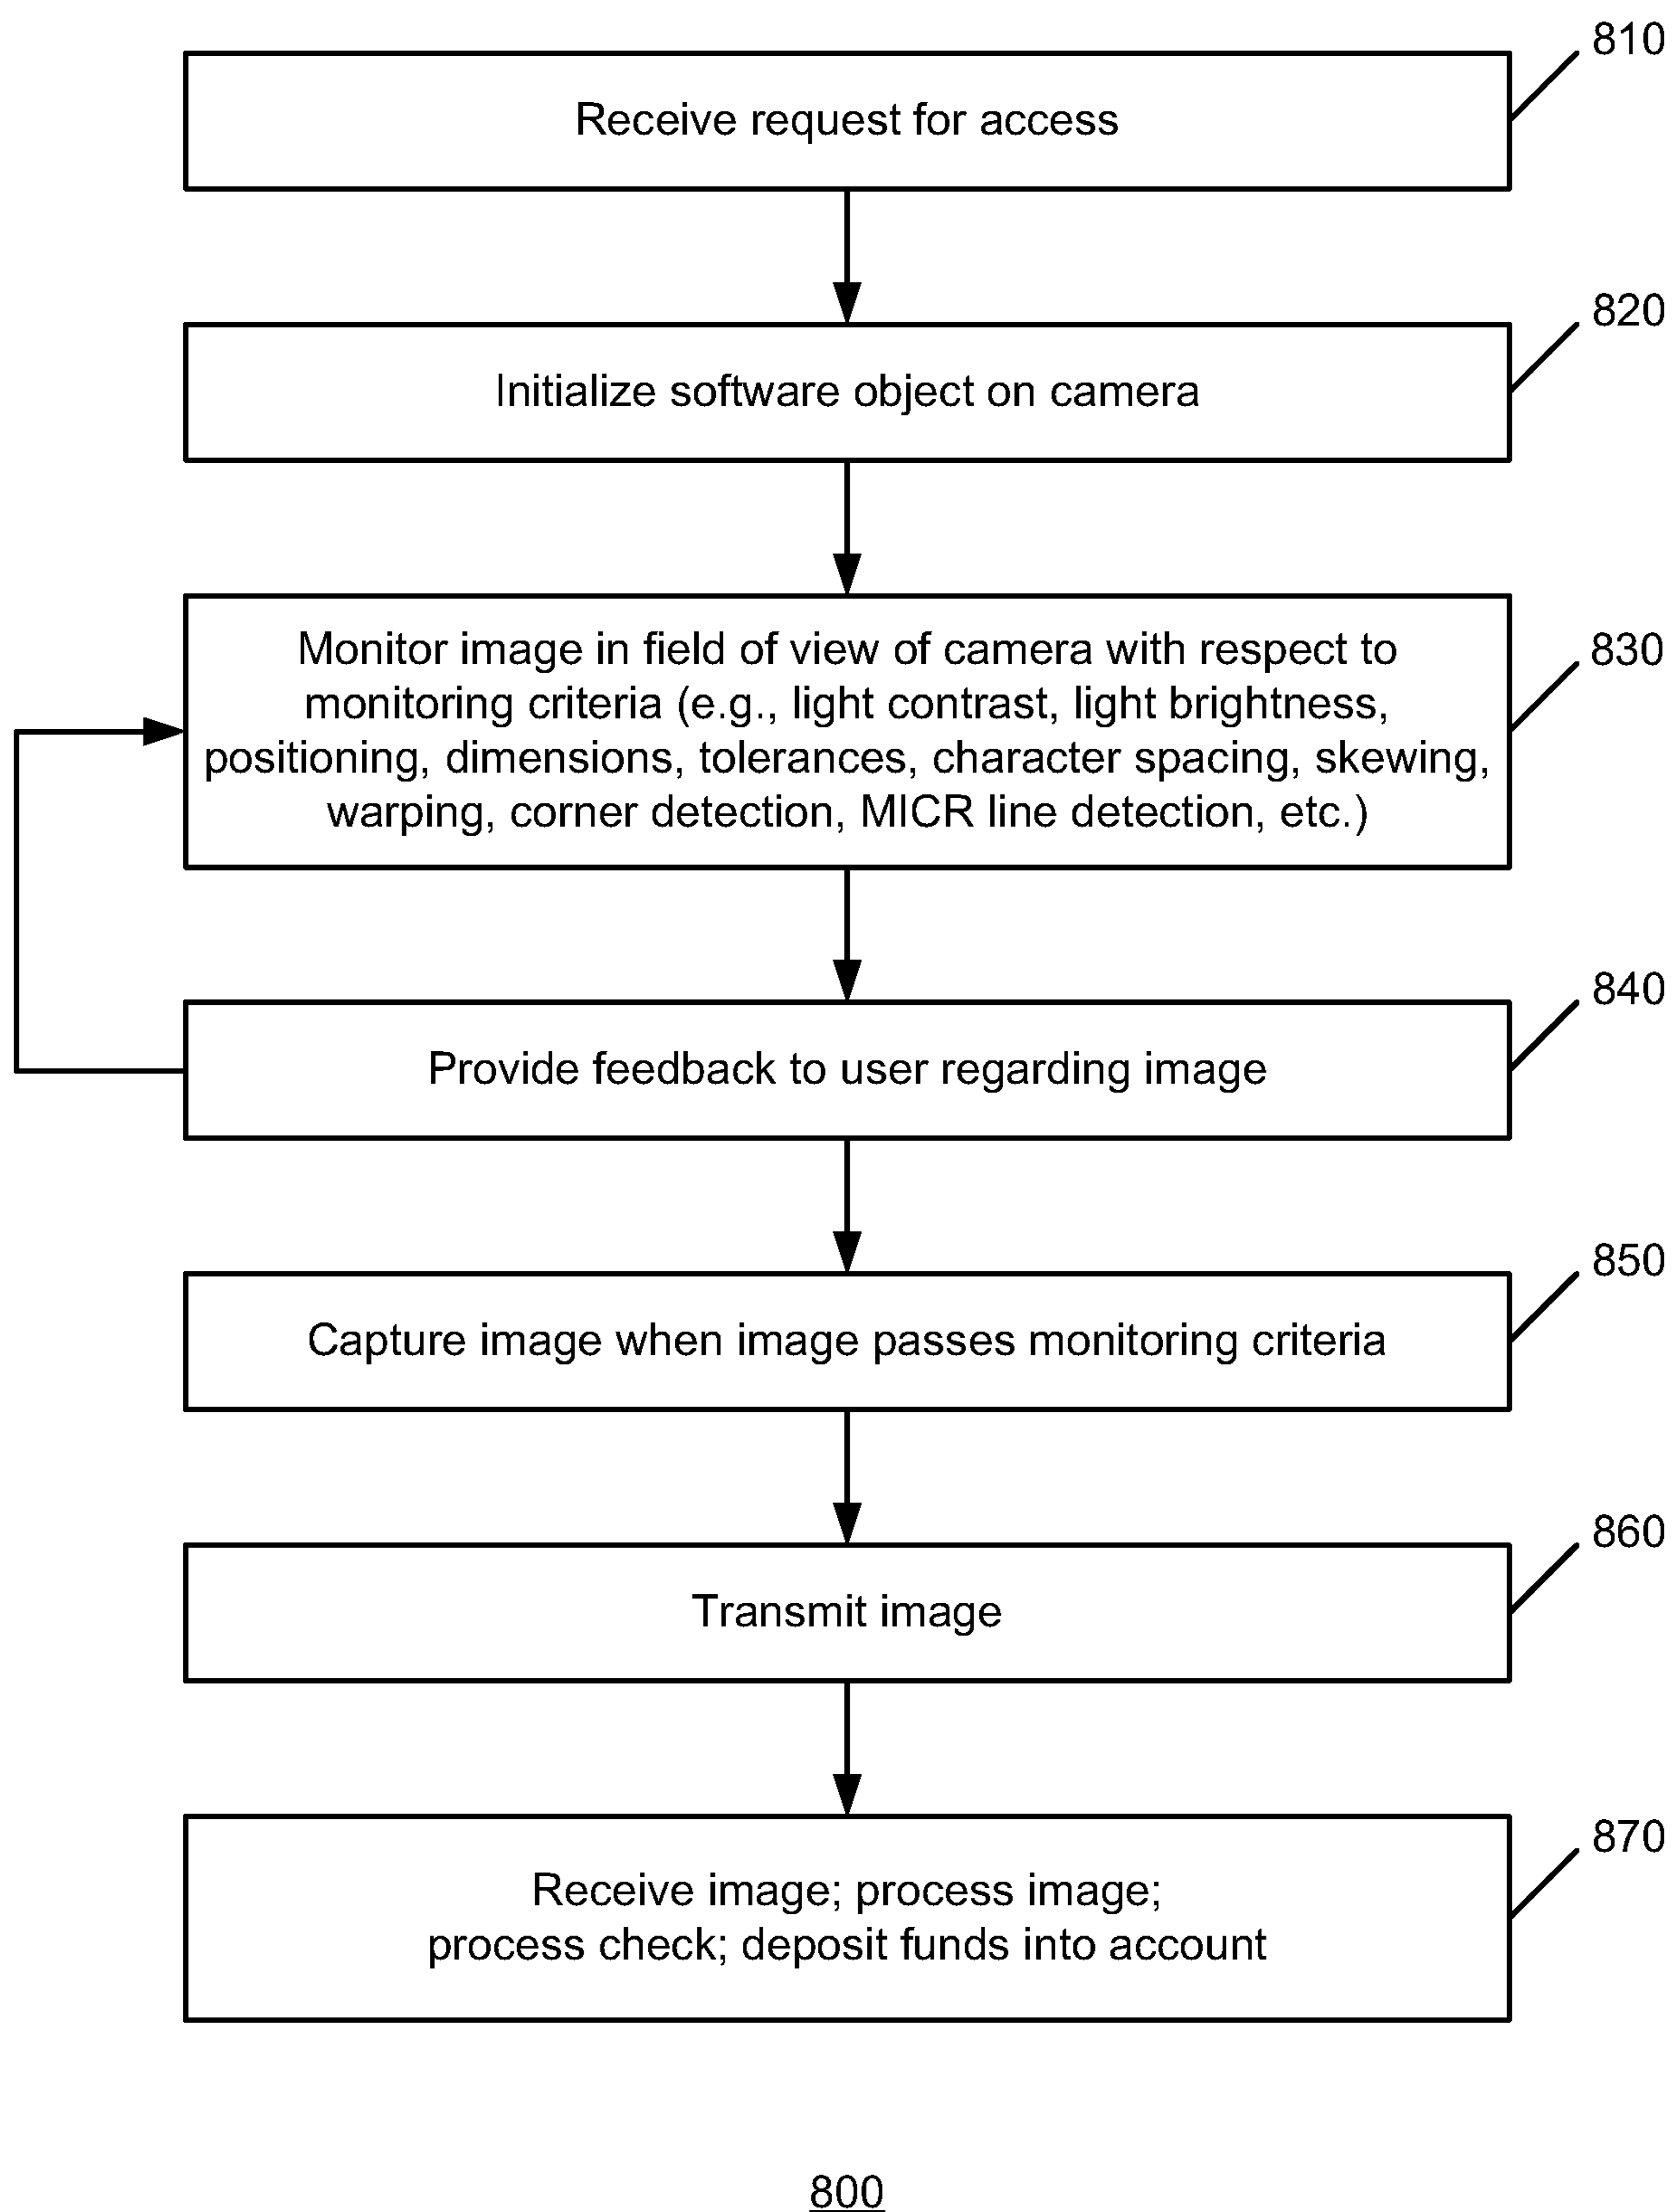 810
Receive request for access
820
Initialize software object on camera
830
Monitor image in field of view of camera with respect to
monitoring criteria (e.g., light contrast, light brightness,
positioning, dimensions, tolerances, character spacing, skewing,
warping, corner detection, MICR line detection, etc.)
840
Provide feedback to user regarding image
850
Capture image when image passes monitoring criteria
860
Transmit image
870
Receive image; process image;
process check; deposit funds into account
800